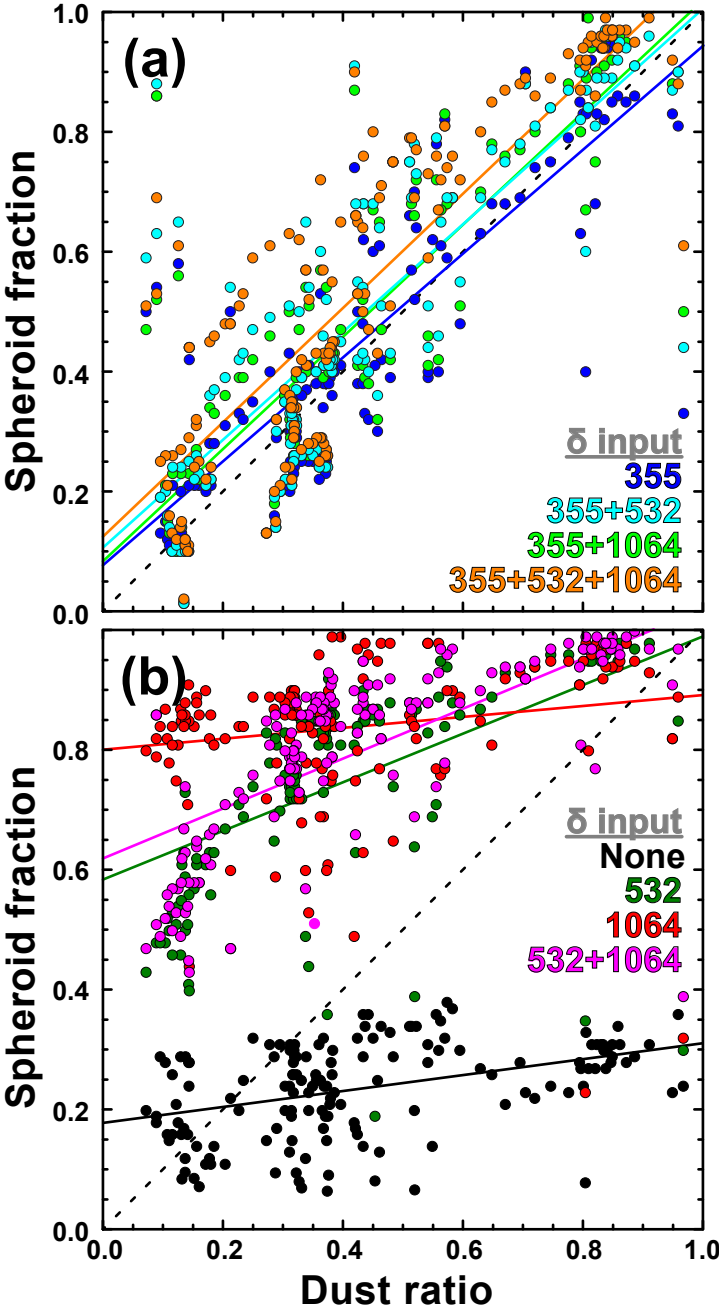 1.0
(a)
0.8
0.6
0.4
0.2
0.0
Spheroid fraction
δ input
355
355+532
355+1064
355+532+1064
(b)
0.8
0.6
0.4
0.2
0.0
Spheroid fraction
δ input
None
532
1064
532+1064
0.0 0.2 0.4 0.6 0.8 1.0
Dust ratio